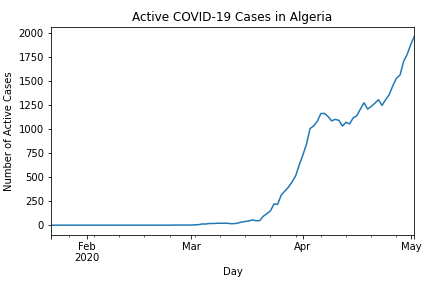 Active COVID-19 Cases in Algeria
Number of Active Cases
2000
1750
1500
1250
1000
750
500
250
0
Feb
2020
Mar
Apr
May
Day